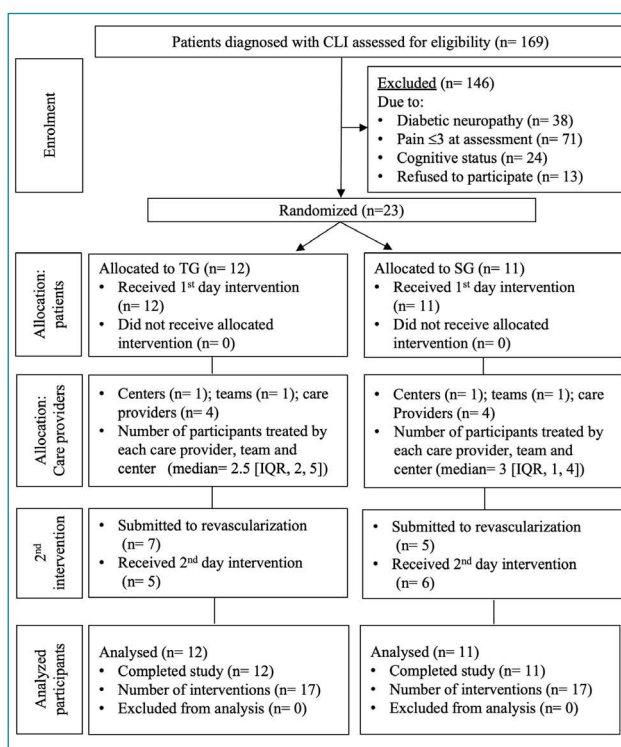 Patients diagnosed with CLI assessed for eligibility (n= 169)
Enrolment
Excluded (n= 146)
Due to:
• Diabetic neuropathy (n= 38)
• Pain ≤3 at assessment (n= 71)
• Cognitive status (n= 24)
• Refused to participate (n= 13)
Randomized (n=23)
Allocation:
patients
Allocated to TG (n= 12)
• Received 1st day intervention
(n= 12)
• Did not receive allocated
intervention (n= 0)
Allocated to SG (n= 11)
• Received 1st day intervention
(n= 11)
• Did not receive allocated
intervention (n= 0)
Allocation:
Care providers
• Centers (n= 1); teams (n= 1); care
providers (n= 4)
• Number of participants treated by
each care provider, team and
center (median= 2.5 [IQR, 2, 5])
• Centers (n= 1); teams (n= 1); care
Providers (n= 4)
• Number of participants treated by
each care provider, team and
center (median= 3 [IQR, 1, 4])
2nd
intervention
• Submitted to revascularization
(n= 7)
• Received 2nd day intervention
(n= 5)
• Submitted to revascularization
(n= 5)
• Received 2nd day intervention
(n= 6)
Analyzed
participants
Analysed (n= 12)
• Completed study (n= 12)
• Number of interventions (n= 17)
• Excluded from analysis (n= 0)
Analysed (n= 11)
• Completed study (n= 11)
• Number of interventions (n= 17)
• Excluded from analysis (n= 0)